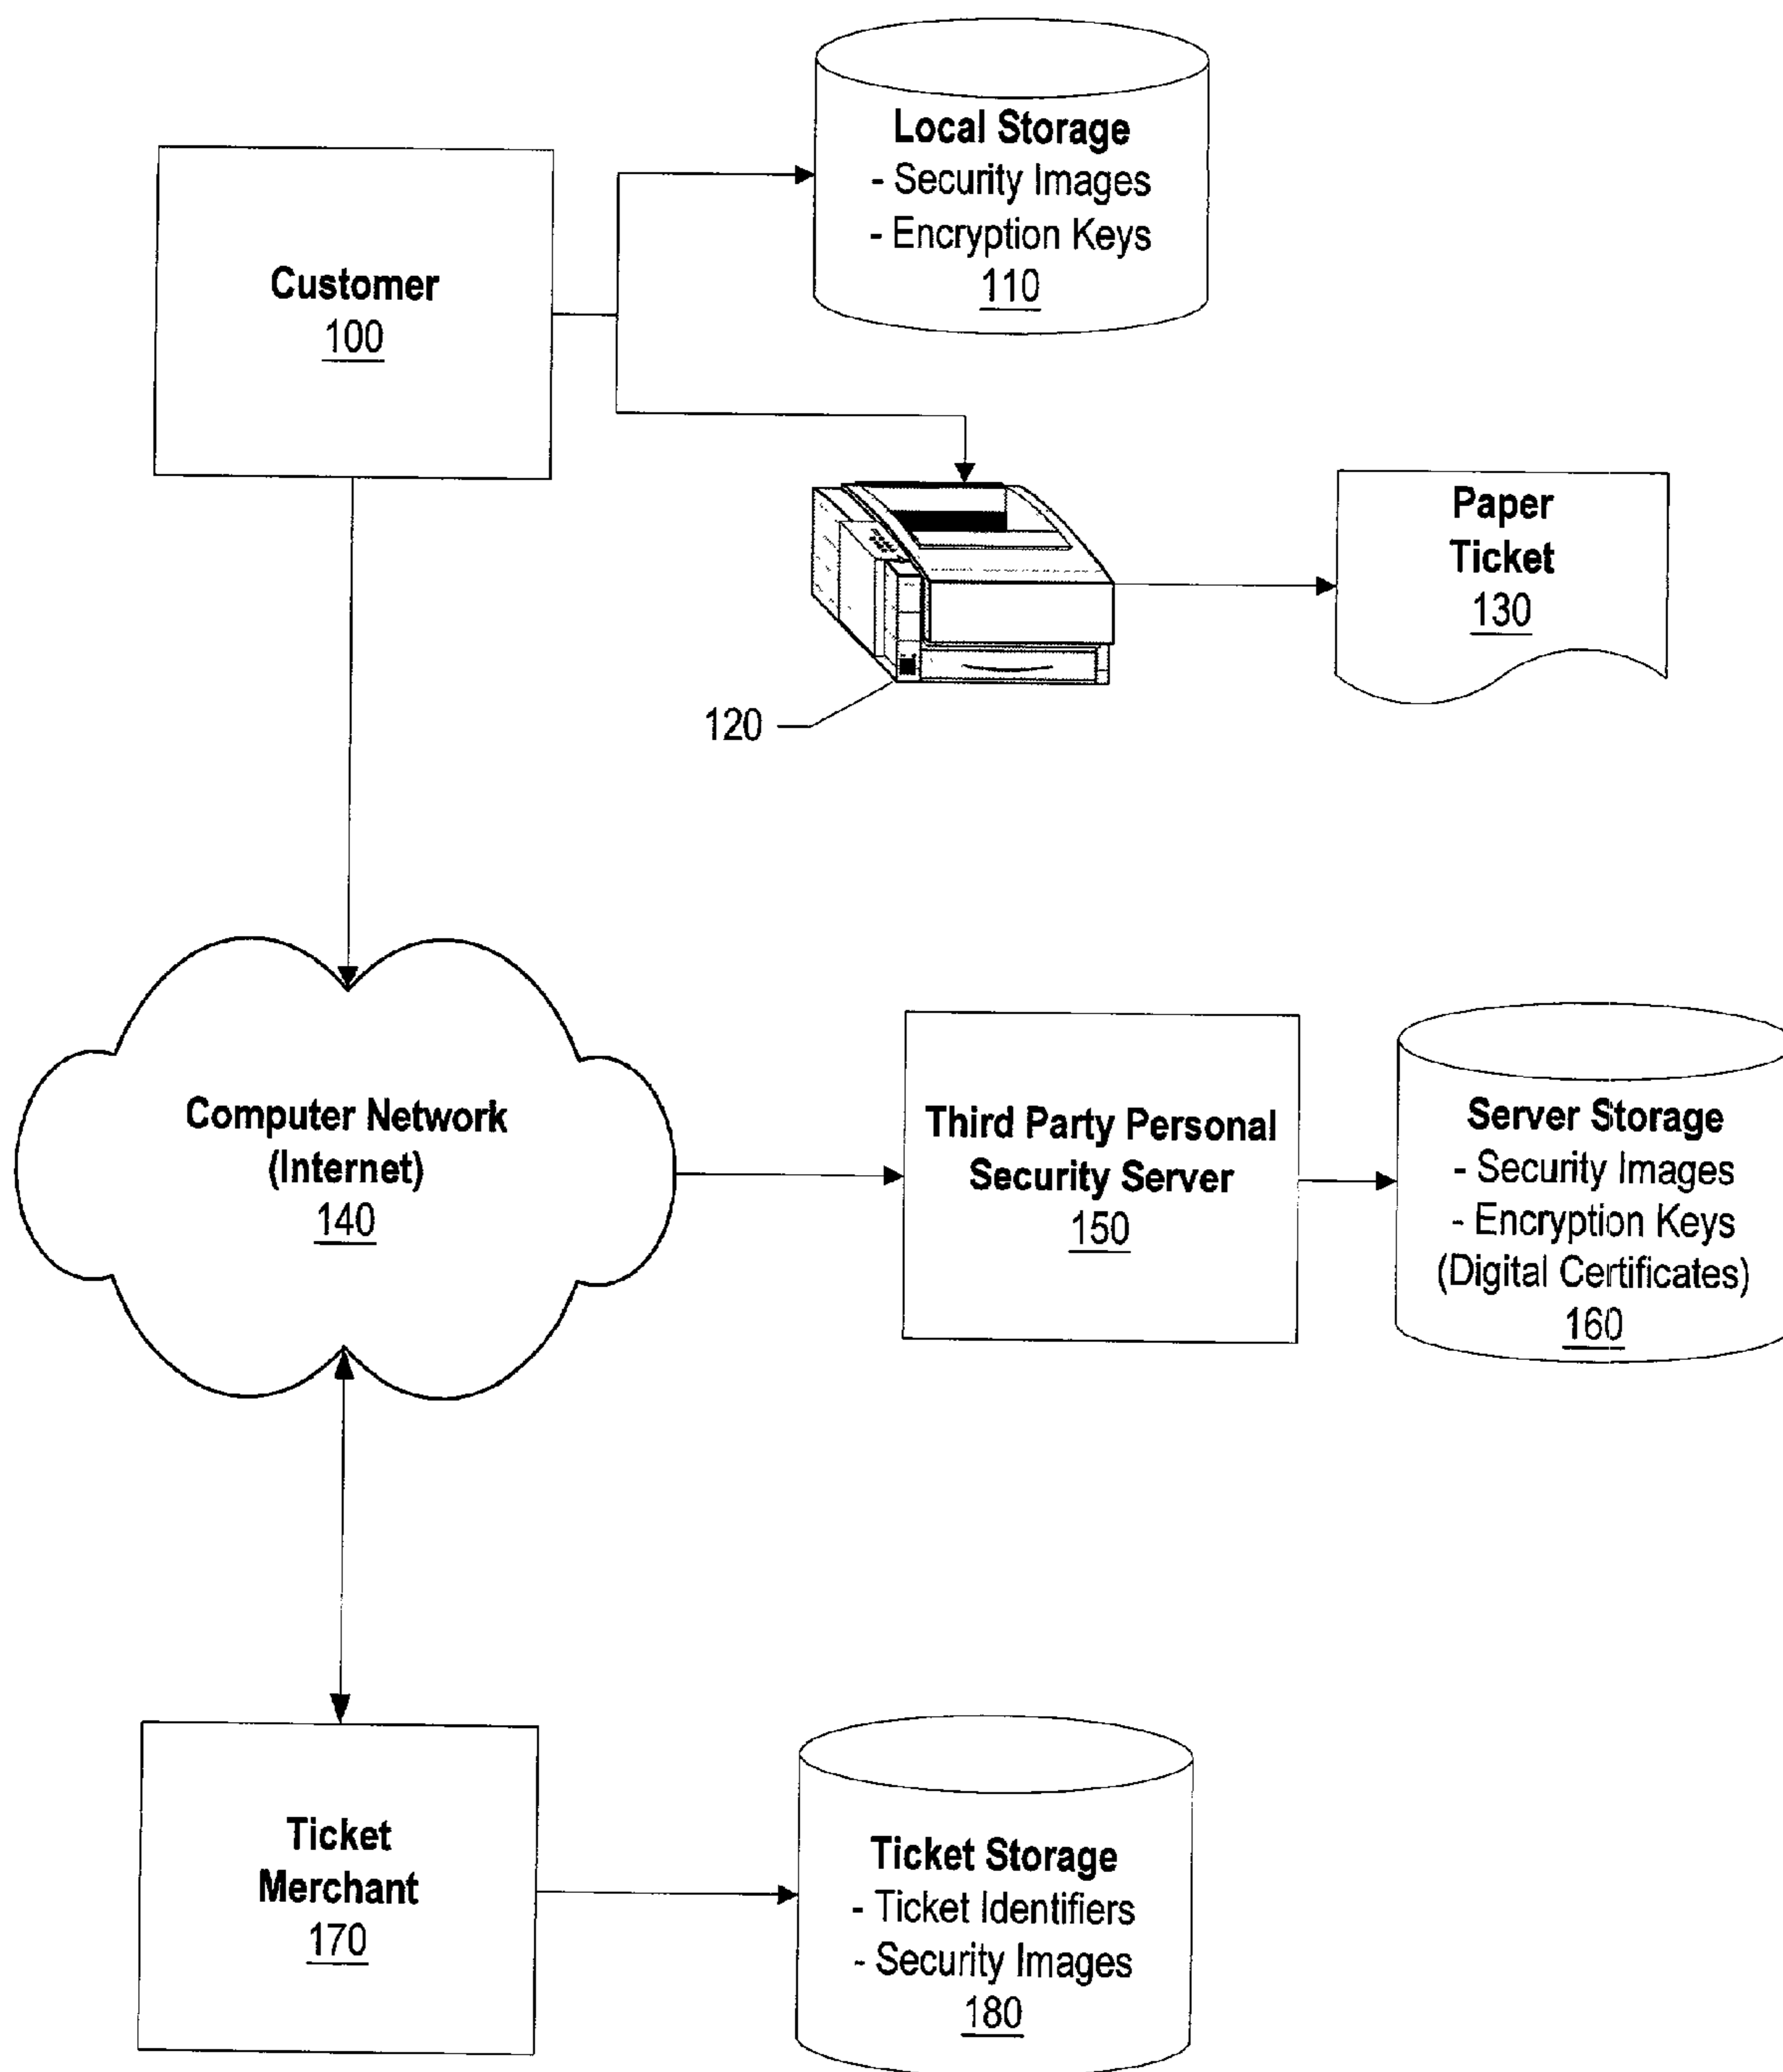 Local Storage
- Security Images
- Encryption Keys
110
Customer
100
Paper
Ticket
130
120
Computer Network
(Internet)
140
Third Party Personal
Security Server
150
Server Storage
- Security Images
- Encryption Keys
(Digital Certificates)
160
Ticket
Merchant
170
Ticket Storage
- Ticket Identifiers
- Security Images
180